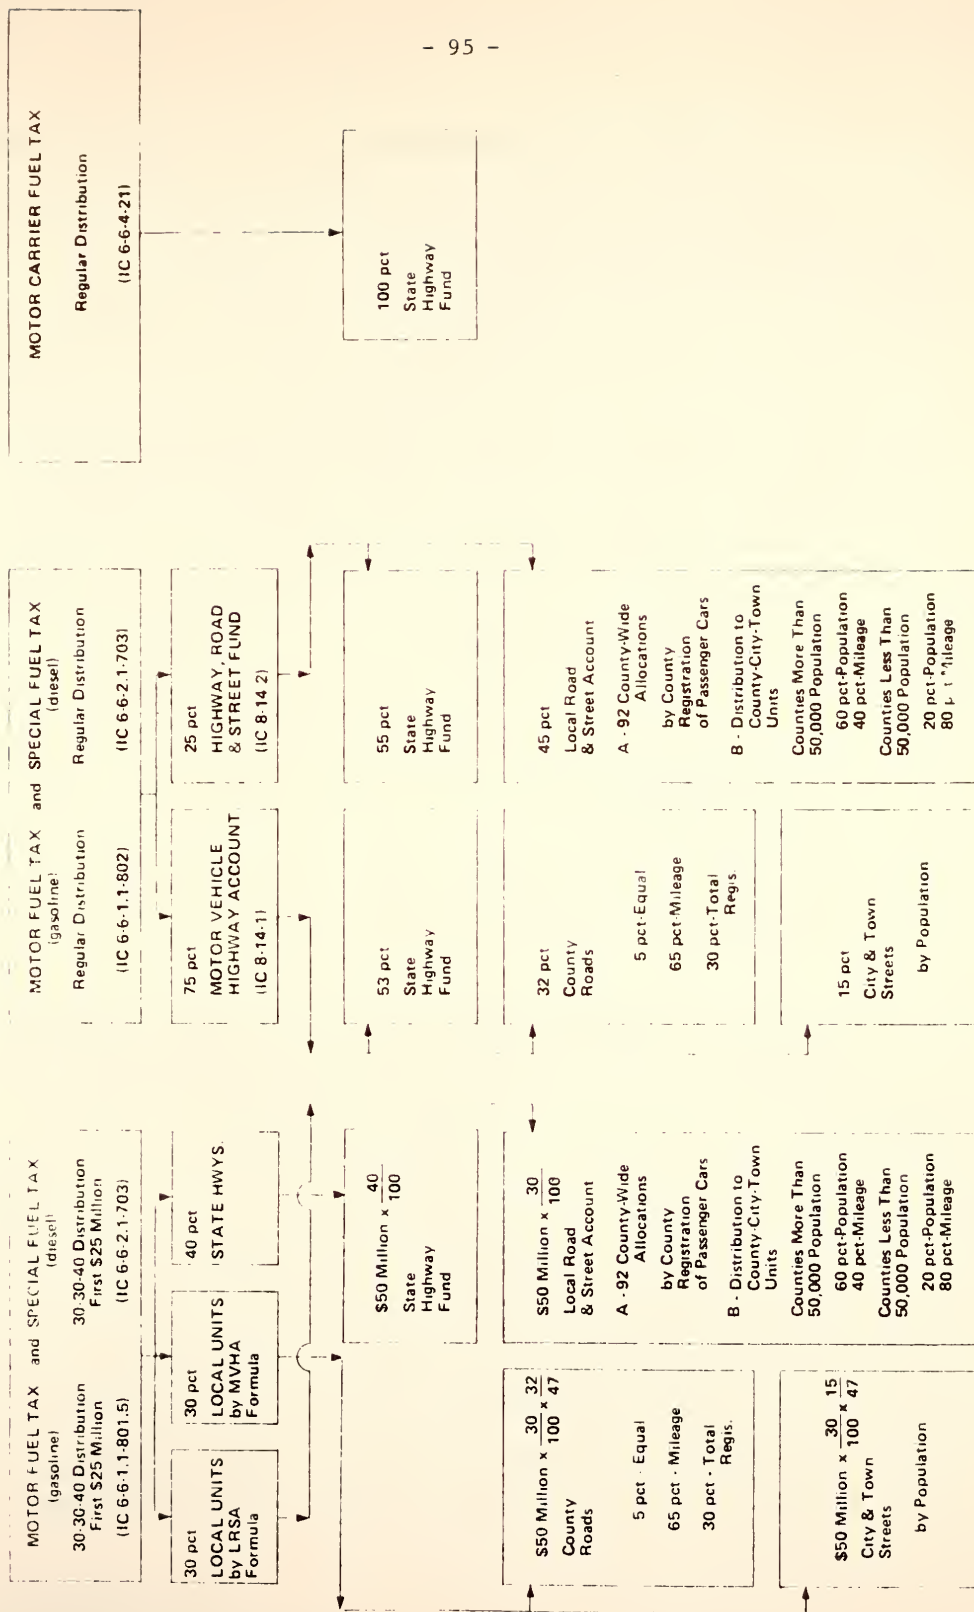 - 95 -
MOTOR FUEL TAX and SPECIAL FUEL TAX
(gasoline) (diesel)
30-30-40 Distribution 30-30-40 Distribution
First $25 Million First $25 Million
(IC 6-6-1.1-801.5) (IC 6-6-2.1-703)
30 pct
LOCAL UNITS
by LRSA
Formula
30 pct
LOCAL UNITS
by MVHA
Formula
40 pct
STATE HWYS.
$50 Million x 40/100
State
Highway
Fund
$50 Million x 30/100 x 32/47
County
Roads
5 pct - Equal
65 pct - Mileage
30 pct - Total
Regis.
$50 Million x 30/100
Local Road
& Street Account
A - 92 County-Wide
Allocations
by County
Registration
of Passenger Cars
B - Distribution to
County-City-Town
Units
Counties More Than
50,000 Population
60 pct-Population
40 pct-Mileage
Counties Less Than
50,000 Population
20 pct-Population
80 pct-Mileage
$50 Million x 30/100 x 15/47
City & Town
Streets
by Population
MOTOR FUEL TAX and SPECIAL FUEL TAX
(gasoline) (diesel)
Regular Distribution Regular Distribution
(IC 6-6-1.1-802) (IC 6-6-2.1-703)
75 pct
MOTOR VEHICLE
HIGHWAY ACCOUNT
(IC 8-14-1)
25 pct
HIGHWAY, ROAD
& STREET FUND
(IC 8-14-2)
53 pct
State
Highway
Fund
55 pct
State
Highway
Fund
32 pct
County
Roads
5 pct-Equal
65 pct-Mileage
30 pct-Total
Regis.
45 pct
Local Road
& Street Account
A - 92 County-Wide
Allocations
by County
Registration
of Passenger Cars
B - Distribution to
County-City-Town
Units
Counties More Than
50,000 Population
60 pct-Population
40 pct-Mileage
Counties Less Than
50,000 Population
20 pct-Population
80 Mileage
15 pct
City & Town
Streets
by Population
MOTOR CARRIER FUEL TAX
Regular Distribution
(IC 6-6-4-21)
100 pct
State
Highway
Fund